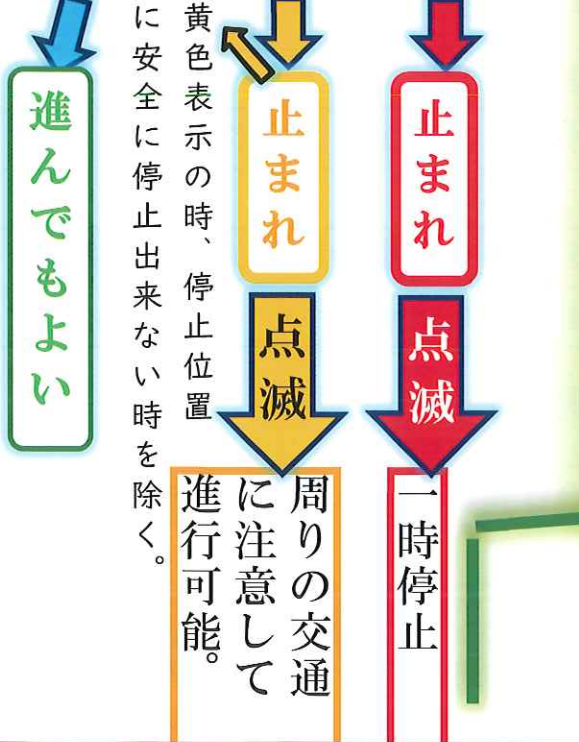 止まれ
点滅
一時停止
止まれ
点滅
周りの交通
に注意して
進行可能。
黄色表示の時、停止位置
に安全に停止出来ない時を除く。
進んでもよい